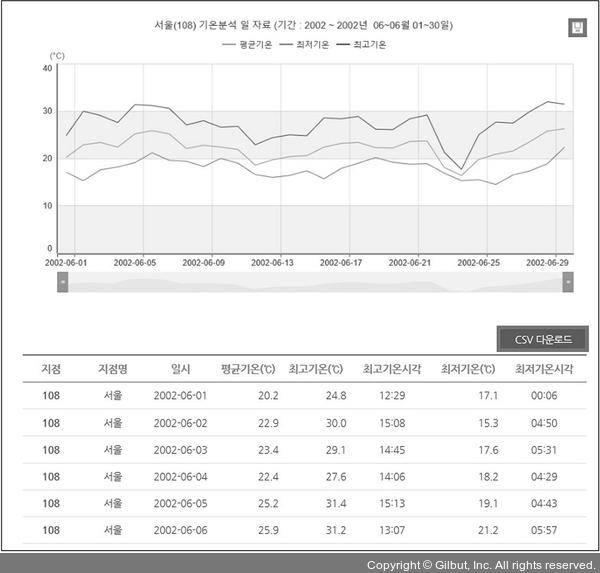 서울(108) 기온분석 일 자료 (기간 : 2002 ~ 2002년  06~06월 01~30일)
평균기온 최저기온 최고기온
(℃)
40
30
20
10
0
2002-06-01 2002-06-05 2002-06-09 2002-06-13 2002-06-17 2002-06-21 2002-06-25 2002-06-29
CSV 다운로드
지점 지점명 일시 평균기온(℃) 최고기온(℃) 최고기온시각 최저기온(℃) 최저기온시각
108 서울 2002-06-01 20.2 24.8 12:29 17.1 00:06
108 서울 2002-06-02 22.9 30.0 15:08 15.3 04:50
108 서울 2002-06-03 23.4 29.1 14:45 17.6 05:31
108 서울 2002-06-04 22.4 27.6 14:06 18.2 04:29
108 서울 2002-06-05 25.2 31.4 15:13 19.1 04:43
108 서울 2002-06-06 25.9 31.2 13:07 21.2 05:57
Copyright © Gilbut, Inc. All rights reserved.